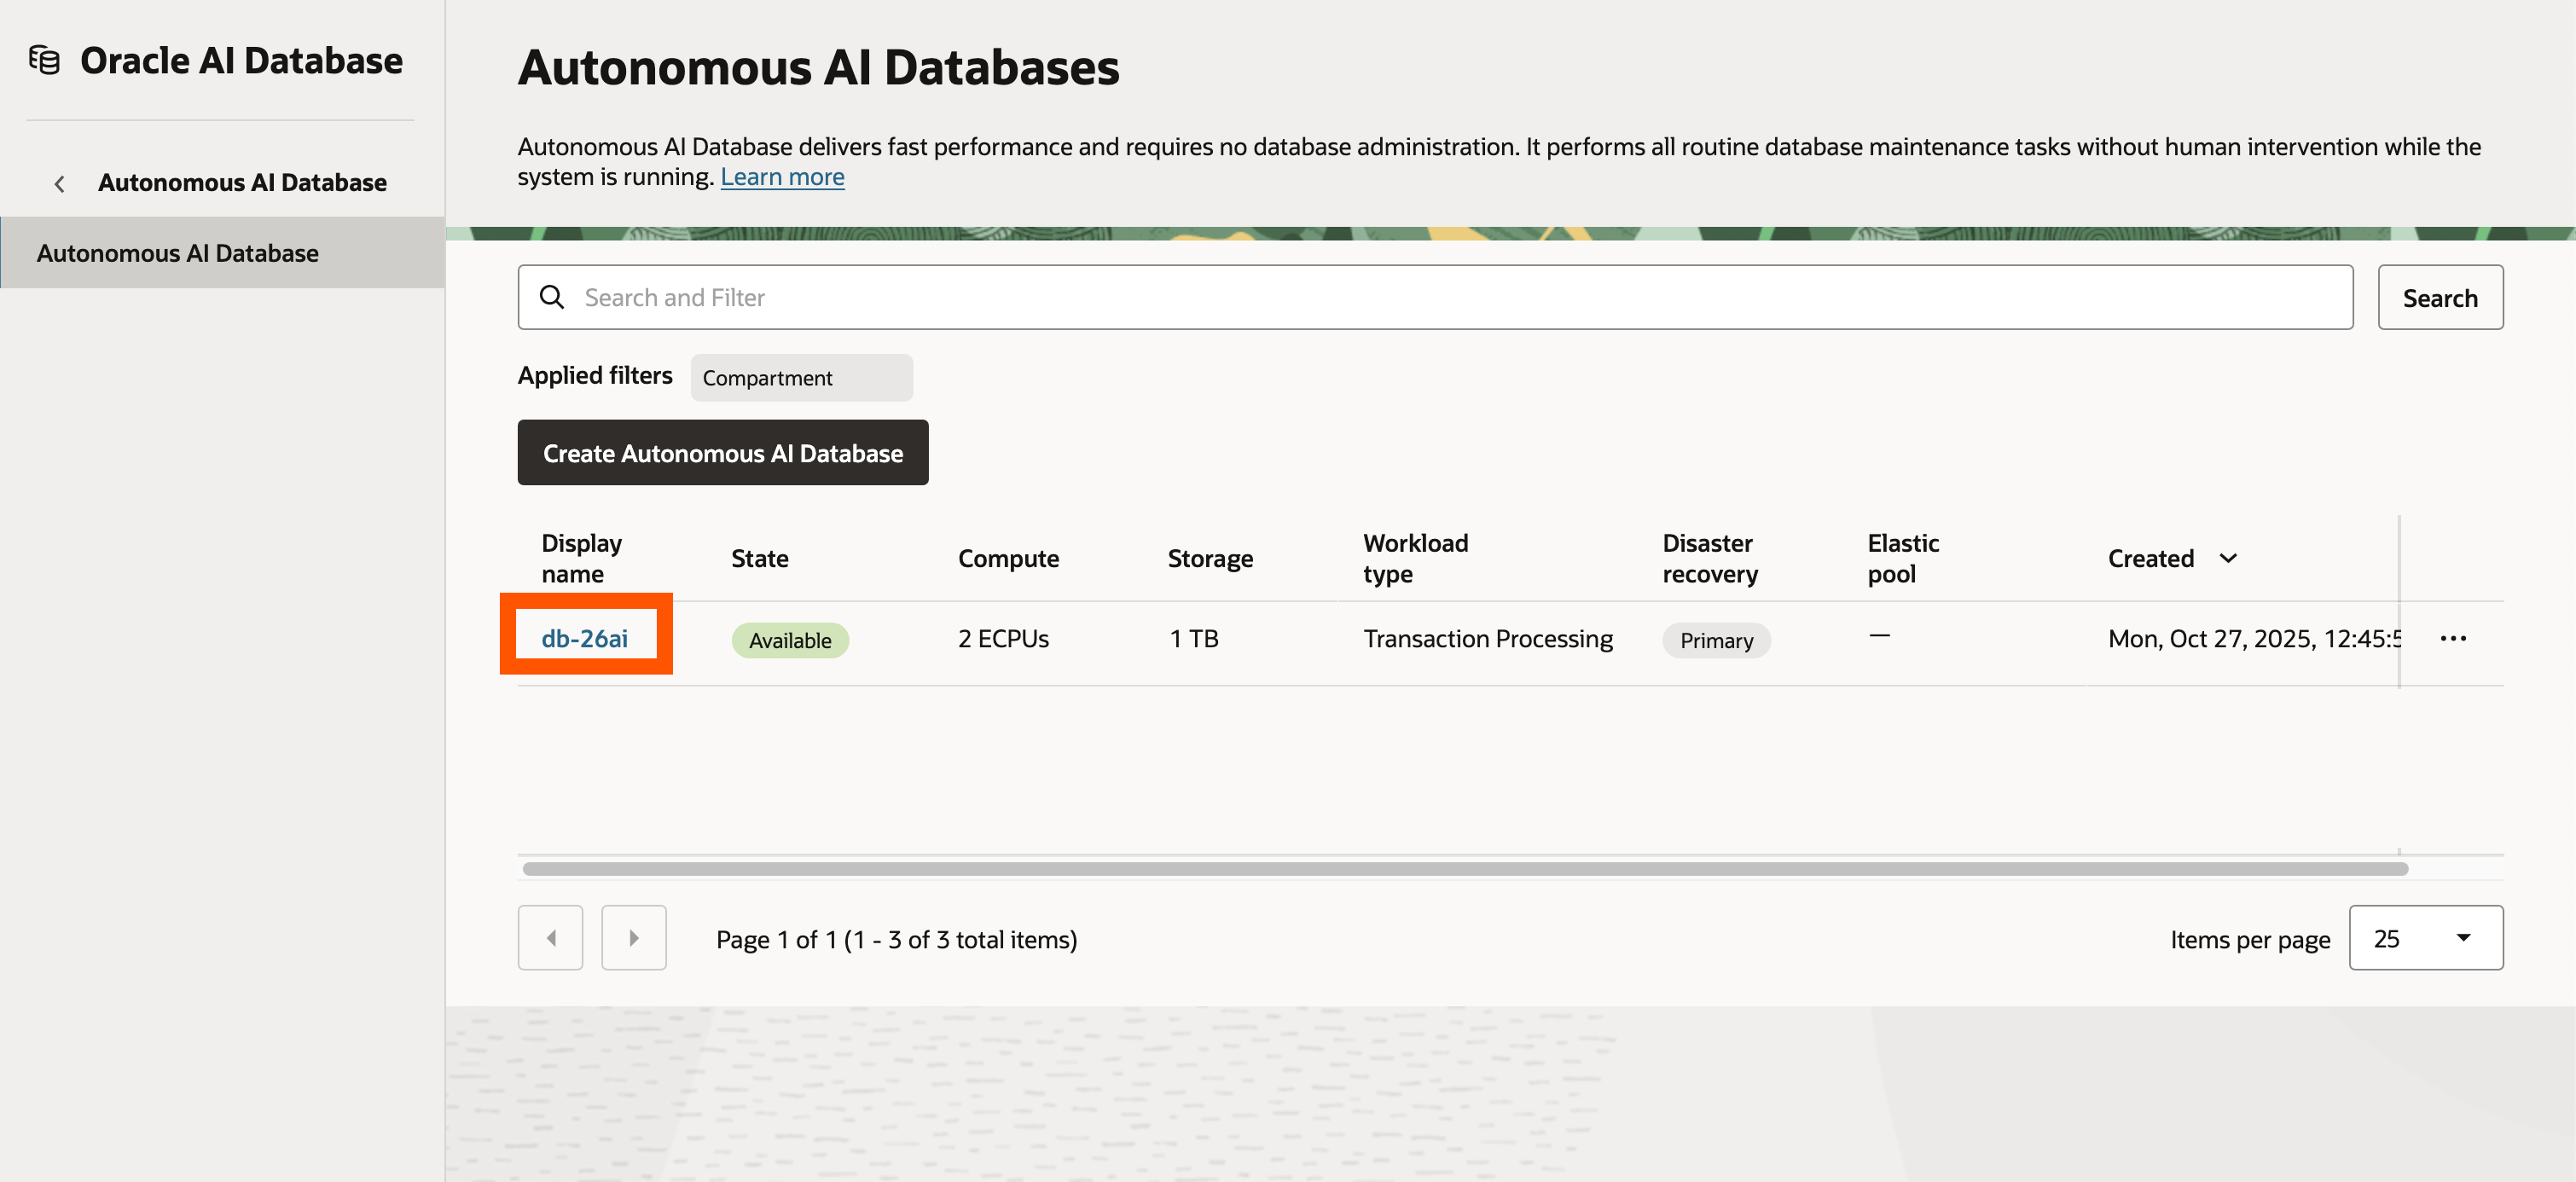 Oracle AI Database
Autonomous AI Database
Autonomous AI Database
Autonomous AI Databases
Autonomous AI Database delivers fast performance and requires no database administration. It performs all routine database maintenance tasks without human intervention while the
system is running. Learn more
Search and Filter
Search
Applied filters
Compartment
Create Autonomous AI Database
Display name
State
Compute
Storage
Workload type
Disaster recovery
Elastic pool
Created
db-26ai
Available
2 ECPUs
1 TB
Transaction Processing
Primary
—
Mon, Oct 27, 2025, 12:45:5
Page 1 of 1 (1 - 3 of 3 total items)
Items per page
25